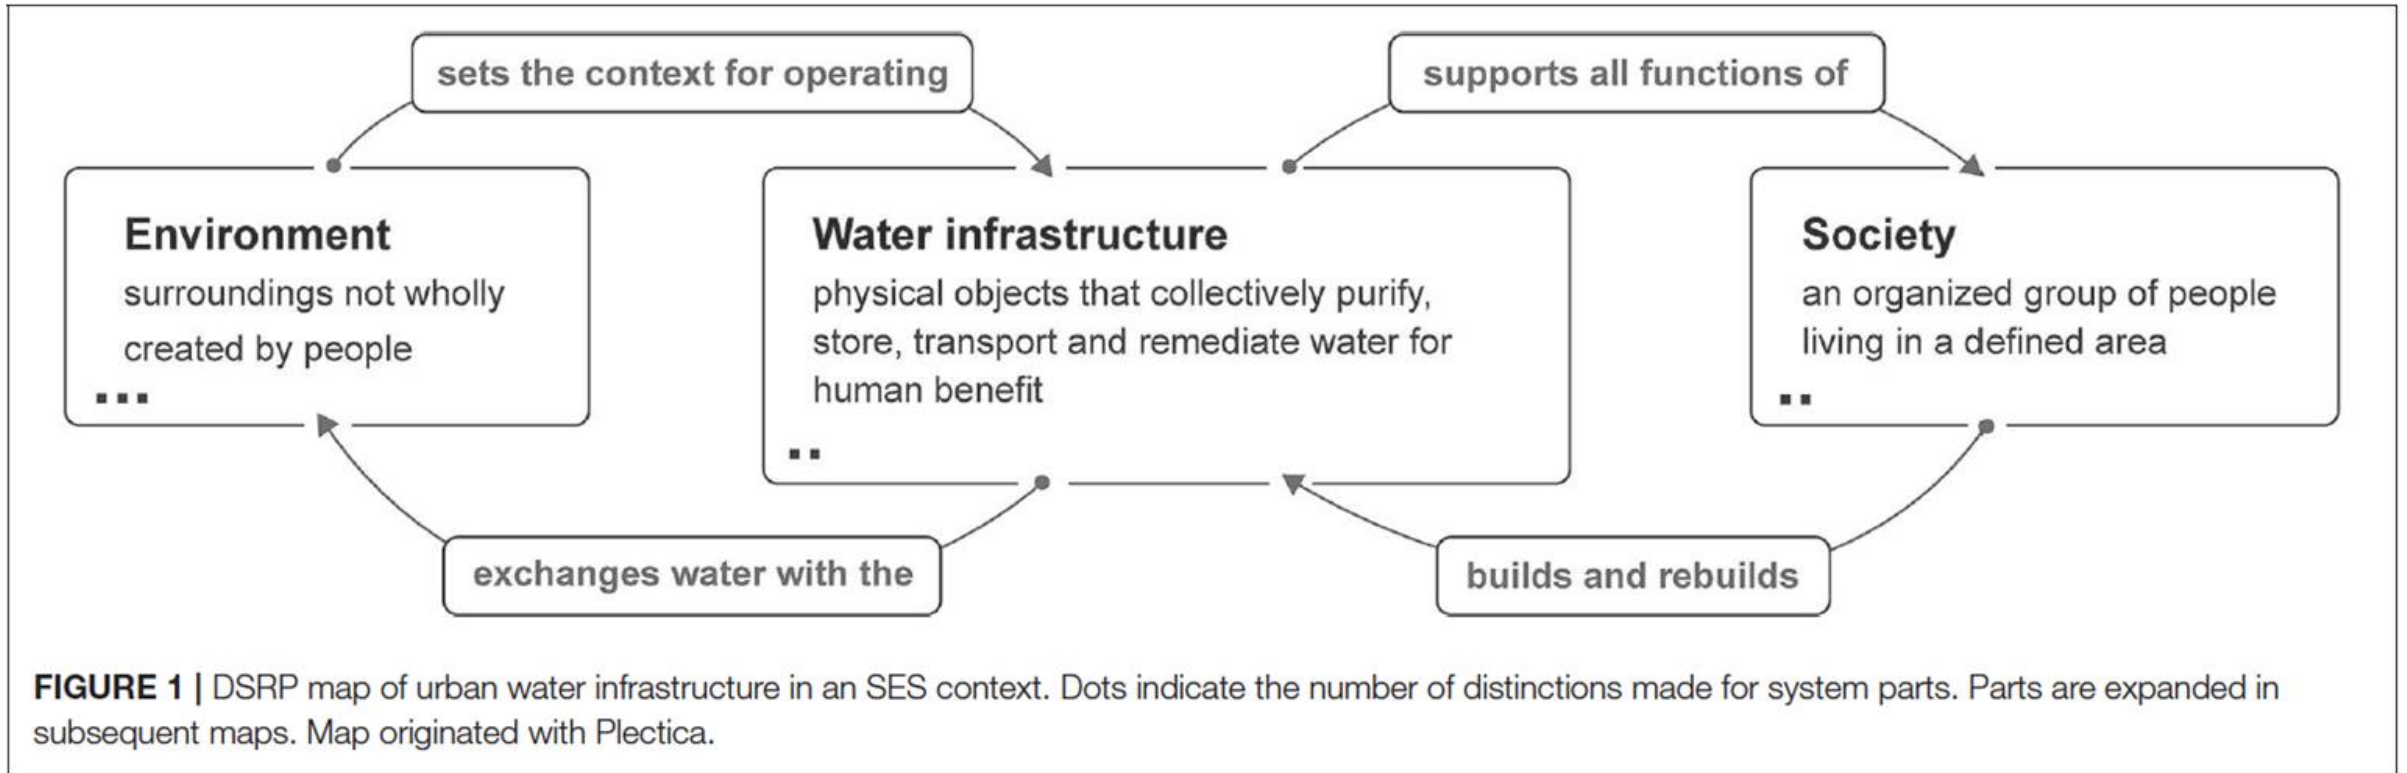 sets the context for operating
supports all functions of
Environment
surroundings not wholly
created by people
Water infrastructure
physical objects that collectively purify,
store, transport and remediate water for
human benefit
Society
an organized group of people
living in a defined area
exchanges water with the
builds and rebuilds
FIGURE 1 | DSRP map of urban water infrastructure in an SES context. Dots indicate the number of distinctions made for system parts. Parts are expanded in
subsequent maps. Map originated with Plectica.